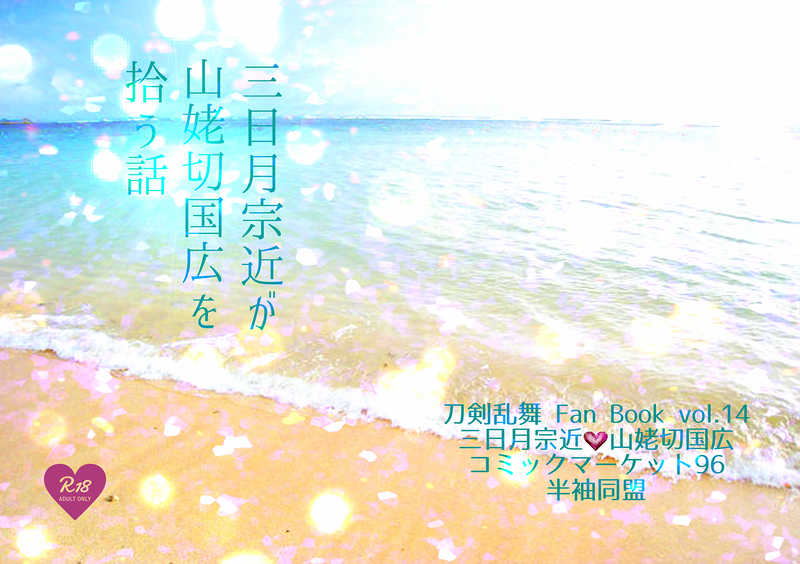 三日月宗近が
山姥切国広を
拾う話
刀剣乱舞 Fan Book vol.14
三日月宗近♥山姥切国広
コミックマーケット96
半袖同盟
R18
ADULT ONLY